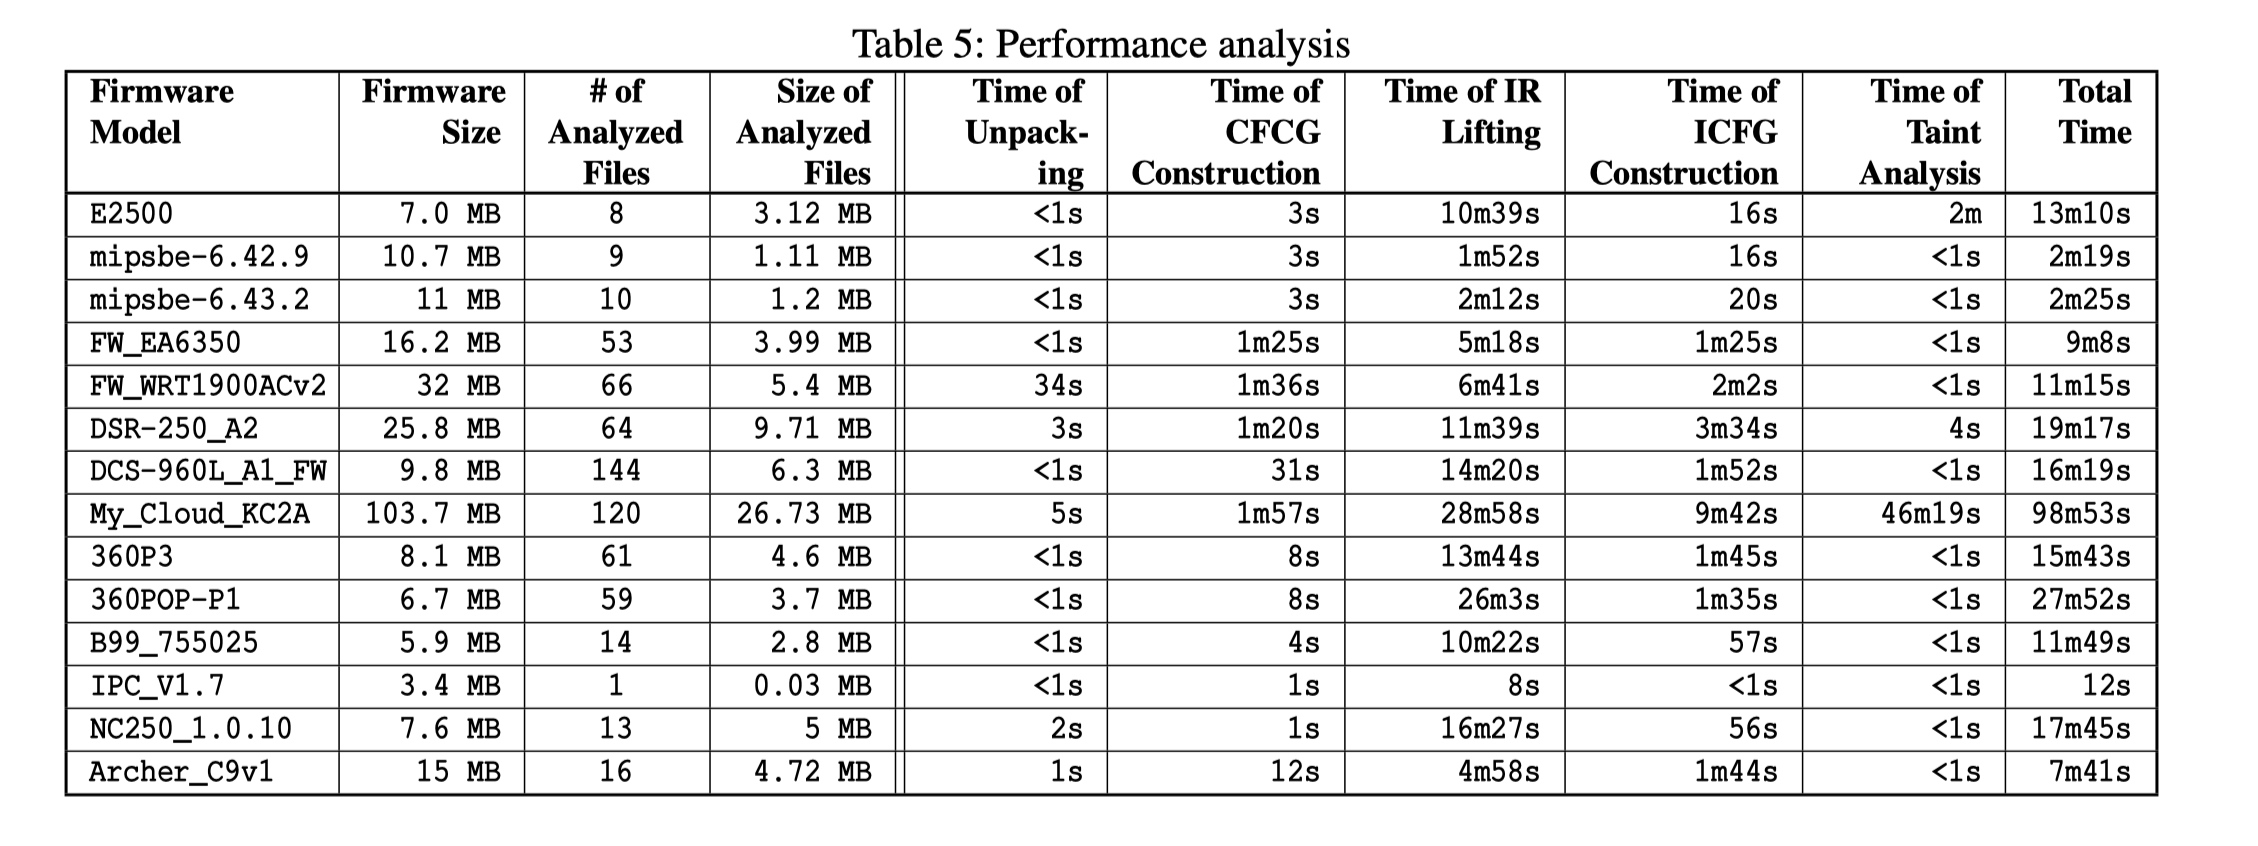 Table 5: Performance analysis
Firmware Model | Firmware Size | # of Analyzed Files | Size of Analyzed Files | Time of Unpack-ing | Time of CFCG Construction | Time of IR Lifting | Time of ICFG Construction | Time of Taint Analysis | Total Time
E2500 | 7.0 MB | 8 | 3.12 MB | <1s | 3s | 10m39s | 16s | 2m | 13m10s
mipsbe-6.42.9 | 10.7 MB | 9 | 1.11 MB | <1s | 3s | 1m52s | 16s | <1s | 2m19s
mipsbe-6.43.2 | 11 MB | 10 | 1.2 MB | <1s | 3s | 2m12s | 20s | <1s | 2m25s
FW_EA6350 | 16.2 MB | 53 | 3.99 MB | <1s | 1m25s | 5m18s | 1m25s | <1s | 9m8s
FW_WRT1900ACv2 | 32 MB | 66 | 5.4 MB | 34s | 1m36s | 6m41s | 2m2s | <1s | 11m15s
DSR-250_A2 | 25.8 MB | 64 | 9.71 MB | 3s | 1m20s | 11m39s | 3m34s | 4s | 19m17s
DCS-960L_A1_FW | 9.8 MB | 144 | 6.3 MB | <1s | 31s | 14m20s | 1m52s | <1s | 16m19s
My_Cloud_KC2A | 103.7 MB | 120 | 26.73 MB | 5s | 1m57s | 28m58s | 9m42s | 46m19s | 98m53s
360P3 | 8.1 MB | 61 | 4.6 MB | <1s | 8s | 13m44s | 1m45s | <1s | 15m43s
360POP-P1 | 6.7 MB | 59 | 3.7 MB | <1s | 8s | 26m3s | 1m35s | <1s | 27m52s
B99_755025 | 5.9 MB | 14 | 2.8 MB | <1s | 4s | 10m22s | 57s | <1s | 11m49s
IPC_V1.7 | 3.4 MB | 1 | 0.03 MB | <1s | 1s | 8s | <1s | <1s | 12s
NC250_1.0.10 | 7.6 MB | 13 | 5 MB | 2s | 1s | 16m27s | 56s | <1s | 17m45s
Archer_C9v1 | 15 MB | 16 | 4.72 MB | 1s | 12s | 4m58s | 1m44s | <1s | 7m41s